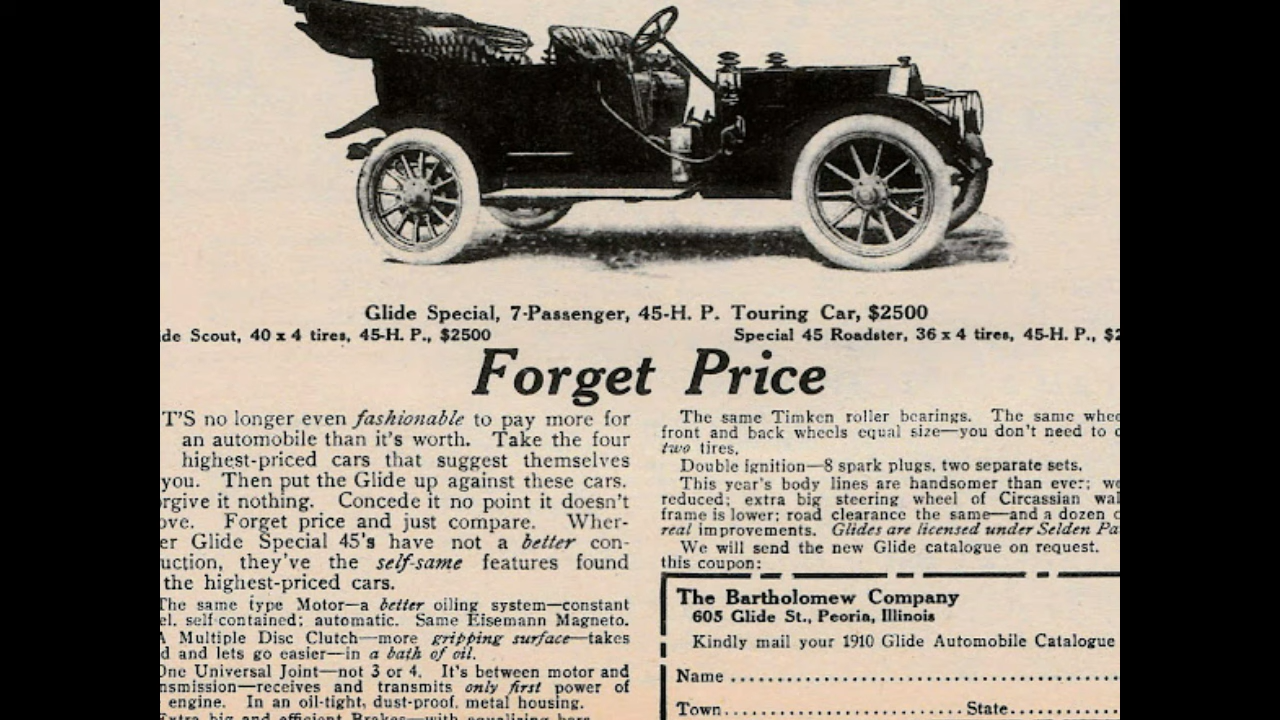 Glide Special, 7-Passenger, 45-H. P. Touring Car, $2500
de Scout, 40 x 4 tires, 45-H. P., $2500
Special 45 Roadster, 36 x 4 tires, 45-H. P., $2
Forget Price
T'S no longer even fashionable to pay more for
an automobile than it's worth. Take the four
highest-priced cars that suggest themselves
you. Then put the Glide up against these cars.
rgive it nothing. Concede it no point it doesn't
ove. Forget price and just compare. Wher-
er Glide Special 45's have not a better con-
uction, they've the self-same features found
the highest-priced cars.
The same type Motor—a better oiling system—constant
el. self-contained; automatic. Same Eisemann Magneto.
A Multiple Disc Clutch—more gripping surface—takes
d and lets go easier—in a bath of oil.
One Universal Joint—not 3 or 4. It's between motor and
nsmission—receives and transmits only first power of
engine. In an oil-tight, dust-proof, metal housing.
Extra big and efficient Brakes—with equalizing bars.
The same Timken roller bearings. The same whee
front and back wheels equal size—you don't need to c
two tires.
Double ignition—8 spark plugs, two separate sets.
This year's body lines are handsomer than ever; we
reduced; extra big steering wheel of Circassian wal
frame is lower; road clearance the same—and a dozen o
real improvements. Glides are licensed under Selden Pa
We will send the new Glide catalogue on request.
this coupon:
The Bartholomew Company
605 Glide St., Peoria, Illinois
Kindly mail your 1910 Glide Automobile Catalogue
Name
Town State